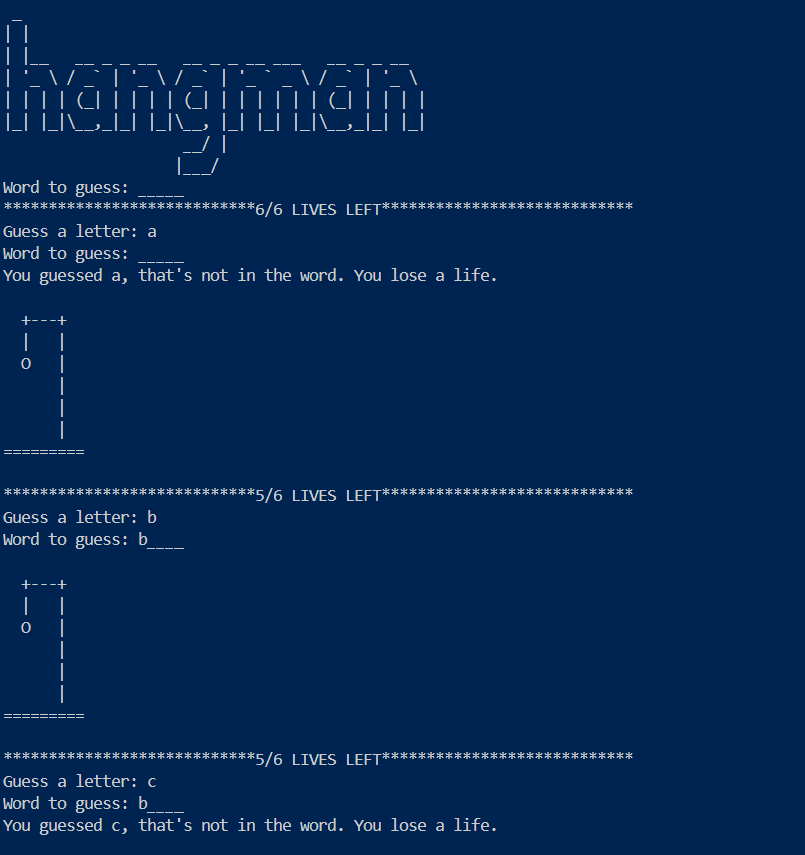 _
| |
| |__   __ _ _ __   __ _ _ __ ___   __ _ _ __
| '_ \ / _` | '_ \ / _` | '_ ` _ \ / _` | '_ \
| | | | (_| | | | | (_| | | | | | | (_| | | | |
|_| |_|\__,_|_| |_|\__, |_| |_| |_|\__,_|_| |_|
                    __/ |
                   |___/
Word to guess: _____
****************************6/6 LIVES LEFT****************************
Guess a letter: a
Word to guess: _____
You guessed a, that's not in the word. You lose a life.

  +---+
  |   |
  O   |
      |
      |
      |
=========

****************************5/6 LIVES LEFT****************************
Guess a letter: b
Word to guess: b____

  +---+
  |   |
  O   |
      |
      |
      |
=========

****************************5/6 LIVES LEFT****************************
Guess a letter: c
Word to guess: b____
You guessed c, that's not in the word. You lose a life.